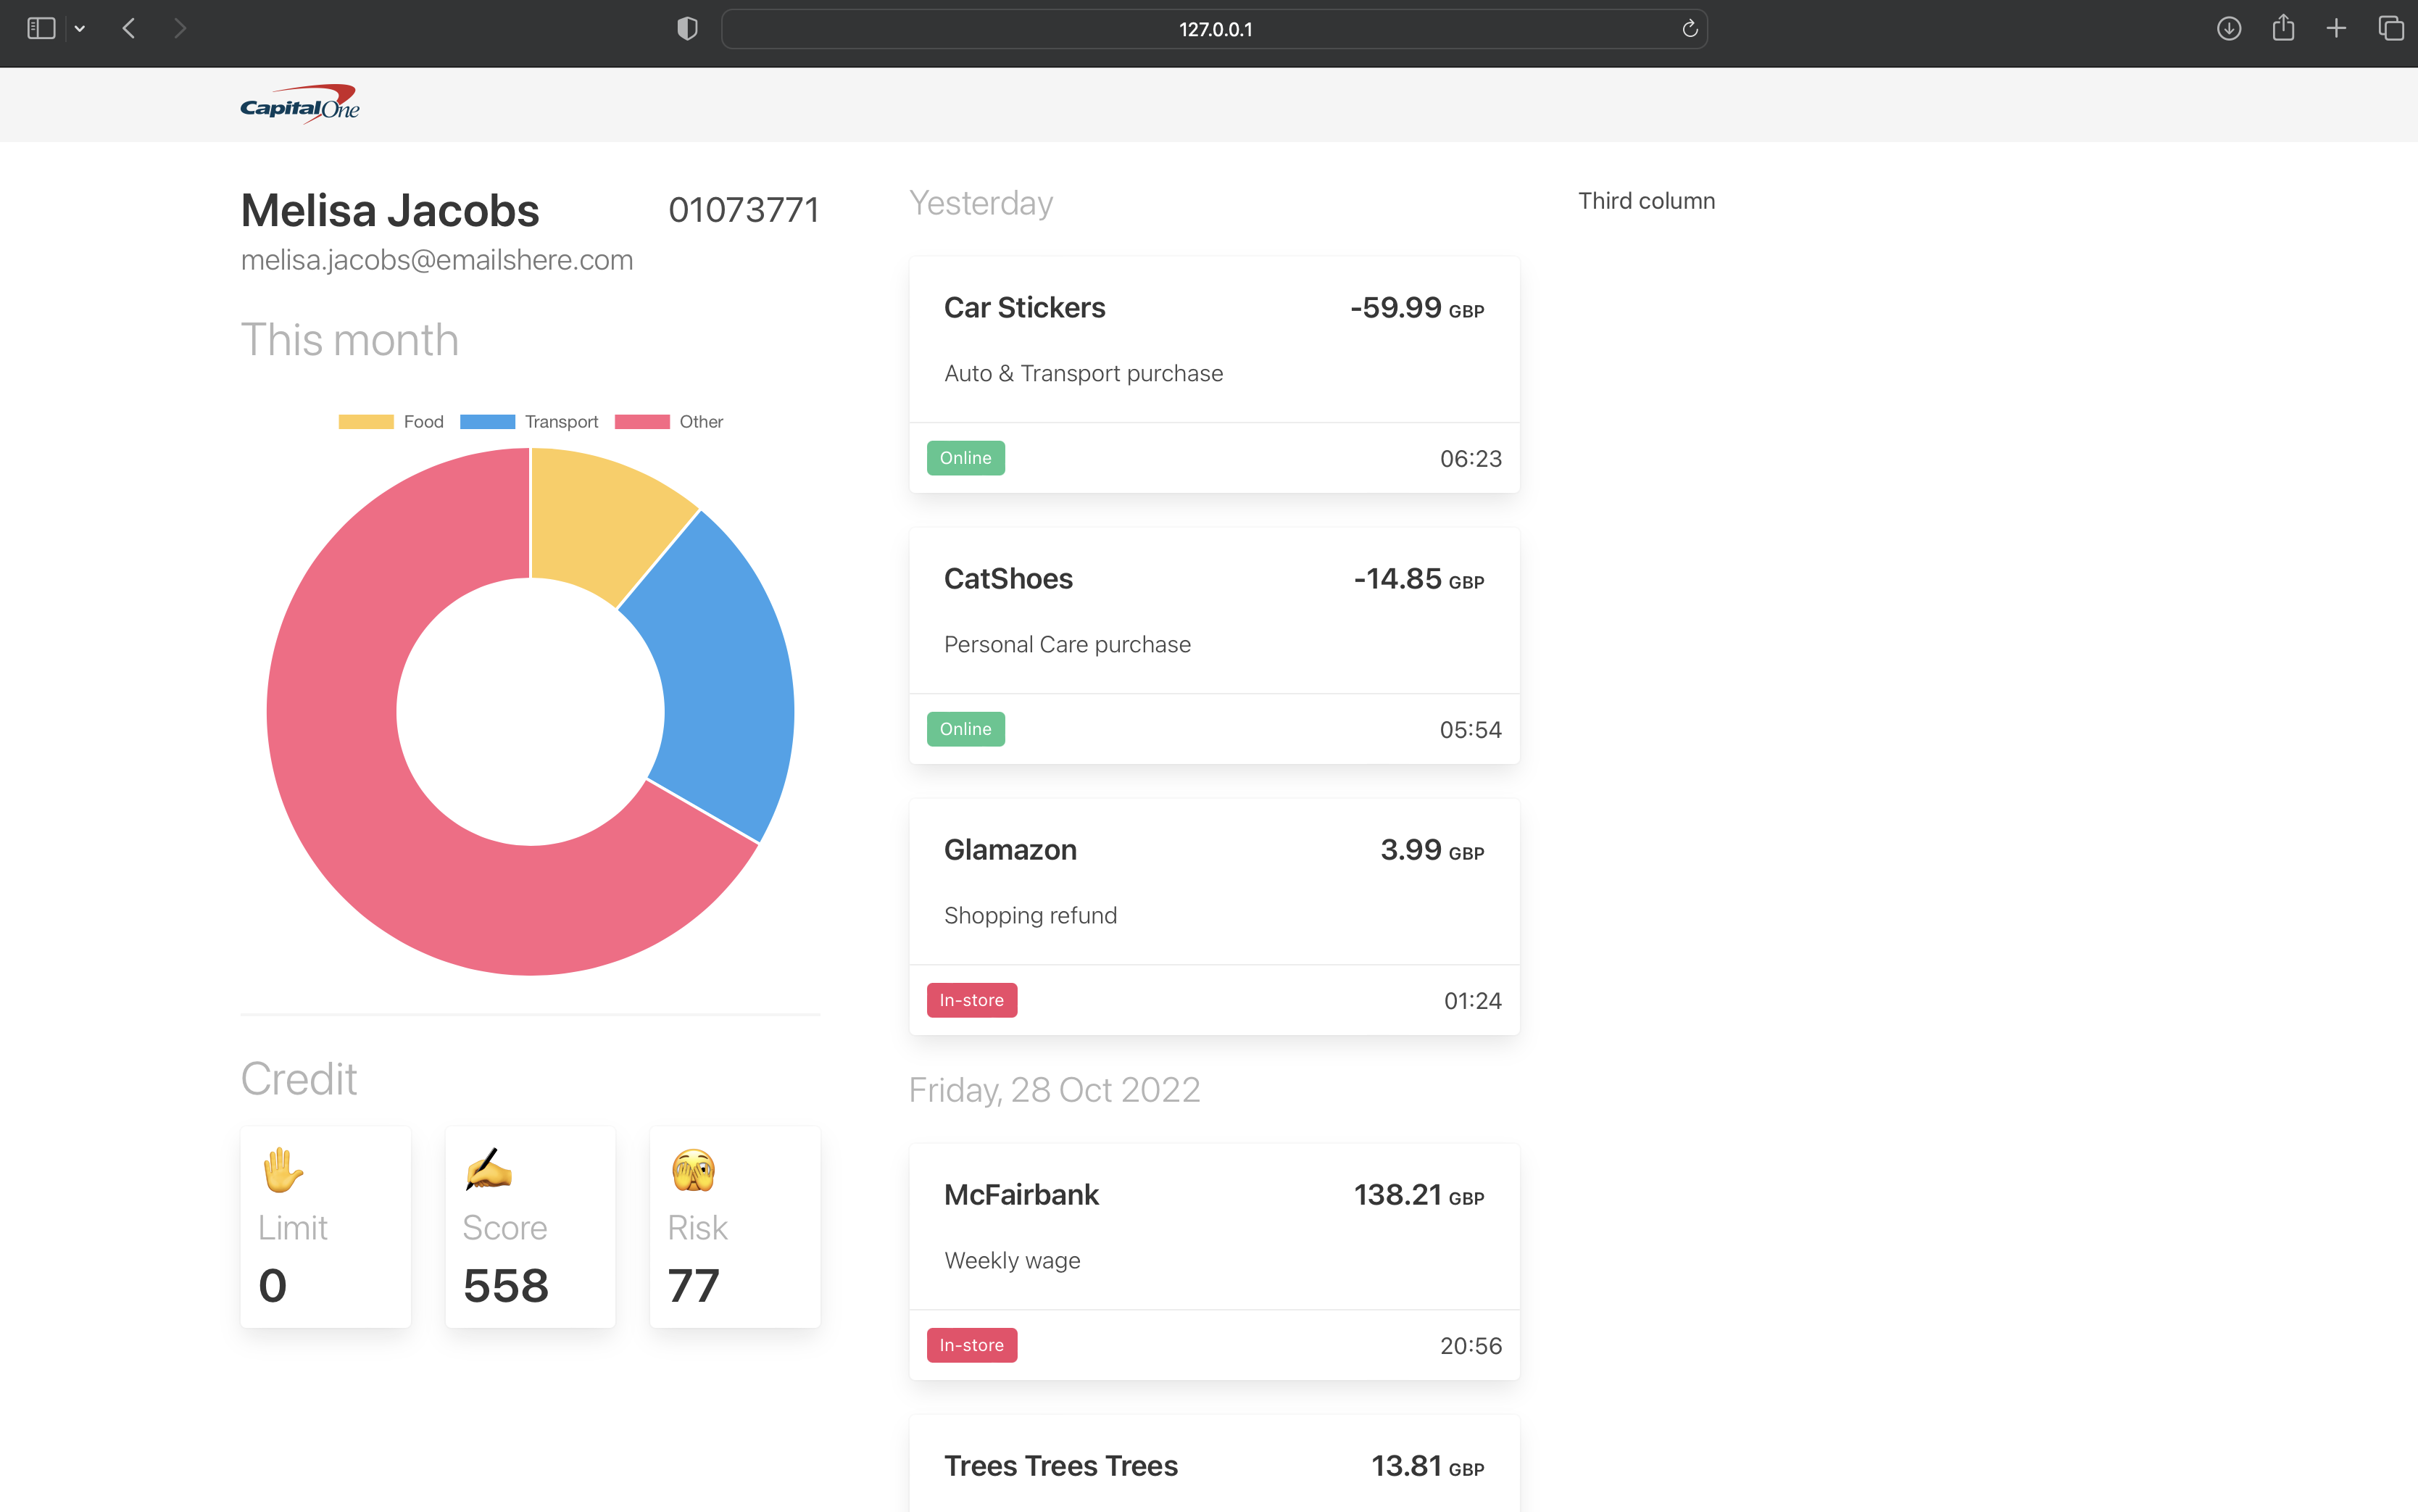 127.0.0.1
CapitalOne
Melisa Jacobs 01073771
melisa.jacobs@emailshere.com
This month
Food Transport Other
Credit
Limit
0
Score
558
Risk
77
Yesterday
Car Stickers -59.99 GBP
Auto & Transport purchase
Online 06:23
CatShoes -14.85 GBP
Personal Care purchase
Online 05:54
Glamazon 3.99 GBP
Shopping refund
In-store 01:24
Friday, 28 Oct 2022
McFairbank 138.21 GBP
Weekly wage
In-store 20:56
Trees Trees Trees 13.81 GBP
Third column